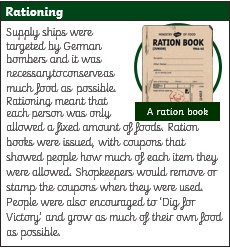 Rationing
Supply ships were
targeted by German
bombers and it was
necessary to conserve as
much food as possible.
Rationing meant that
each person was only
allowed a fixed amount of foods. Ration
books were issued, with coupons that
showed people how much of each item they
were allowed. Shopkeepers would remove or
stamp the coupons when they were used.
People were also encouraged to 'Dig for
Victory' and grow as much of their own food
as possible.
RATION BOOK
A ration book